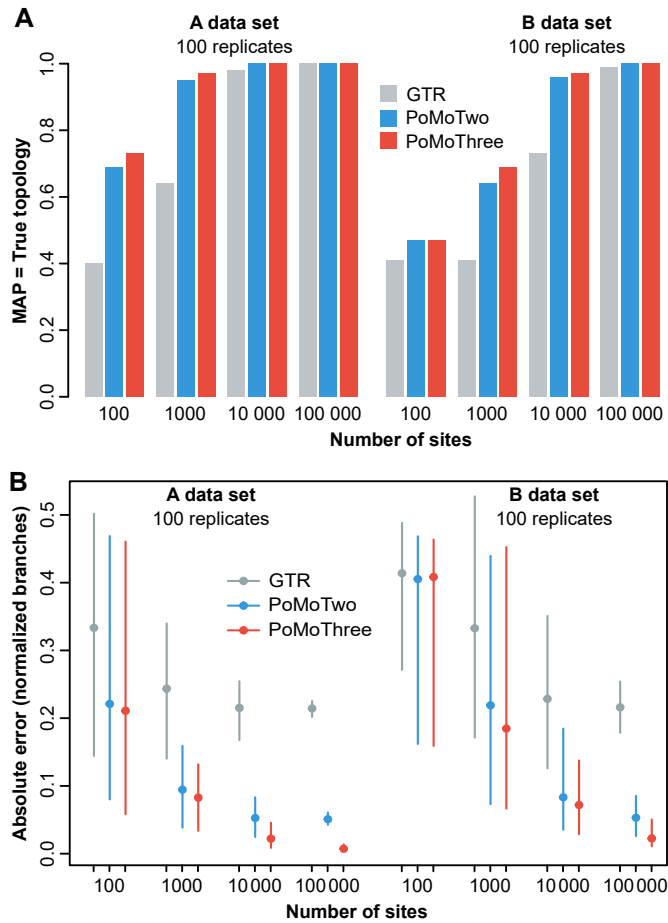 A
A data set
100 replicates
B data set
100 replicates
GTR
PoMoTwo
PoMoThree
MAP = True topology
1.0
0.8
0.6
0.4
0.2
0.0
100 1000 10 000 100 000 100 1000 10 000 100 000
Number of sites
B
A data set
100 replicates
B data set
100 replicates
GTR
PoMoTwo
PoMoThree
Absolute error (normalized branches)
0.5
0.4
0.3
0.2
0.1
0.0
100 1000 10 000 100 000 100 1000 10 000 100 000
Number of sites